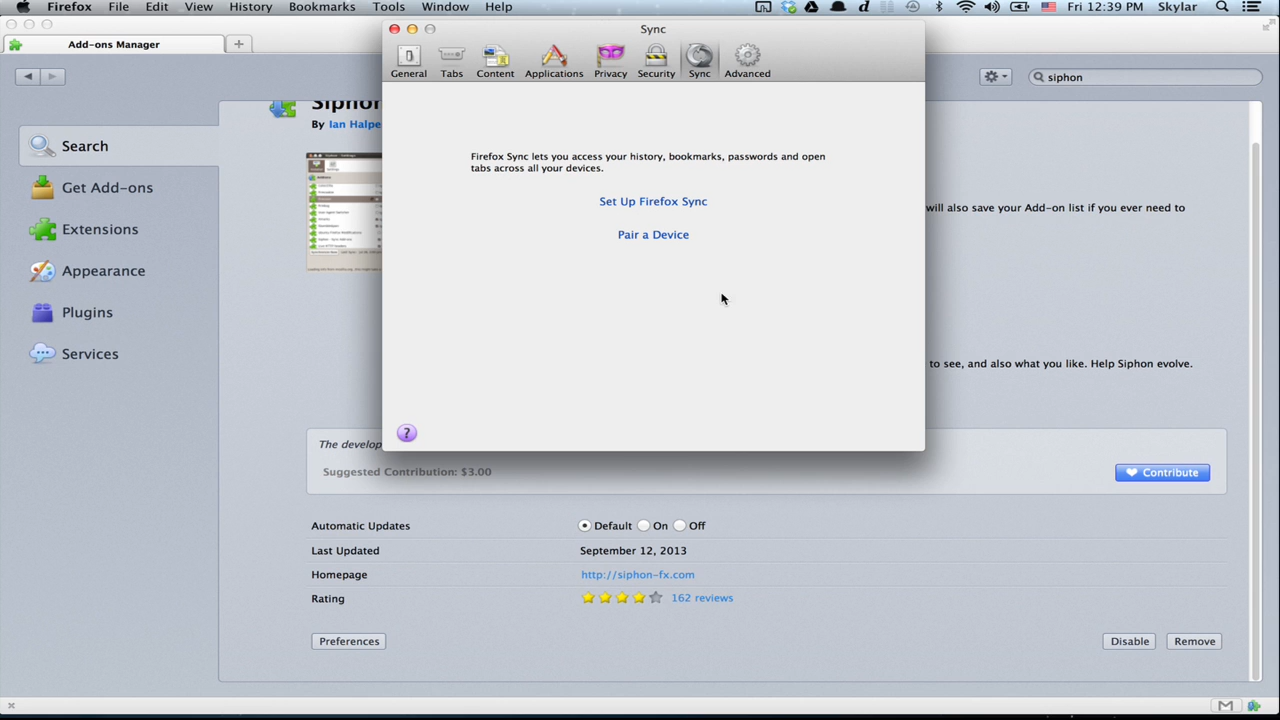 Firefox File Edit View History Bookmarks Tools Window Help Fri 12:39 PM Skylar
Add-ons Manager
Sync
General Tabs Content Applications Privacy Security Sync Advanced
siphon
Siphon
By Ian Halpe
Search
Get Add-ons
Extensions
Appearance
Plugins
Services
Firefox Sync lets you access your history, bookmarks, passwords and open
tabs across all your devices.
Set Up Firefox Sync
Pair a Device
will also save your Add-on list if you ever need to
to see, and also what you like. Help Siphon evolve.
?
The develop
Suggested Contribution: $3.00
Contribute
Automatic Updates Default On Off
Last Updated September 12, 2013
Homepage http://siphon-fx.com
Rating 162 reviews
Preferences Disable Remove